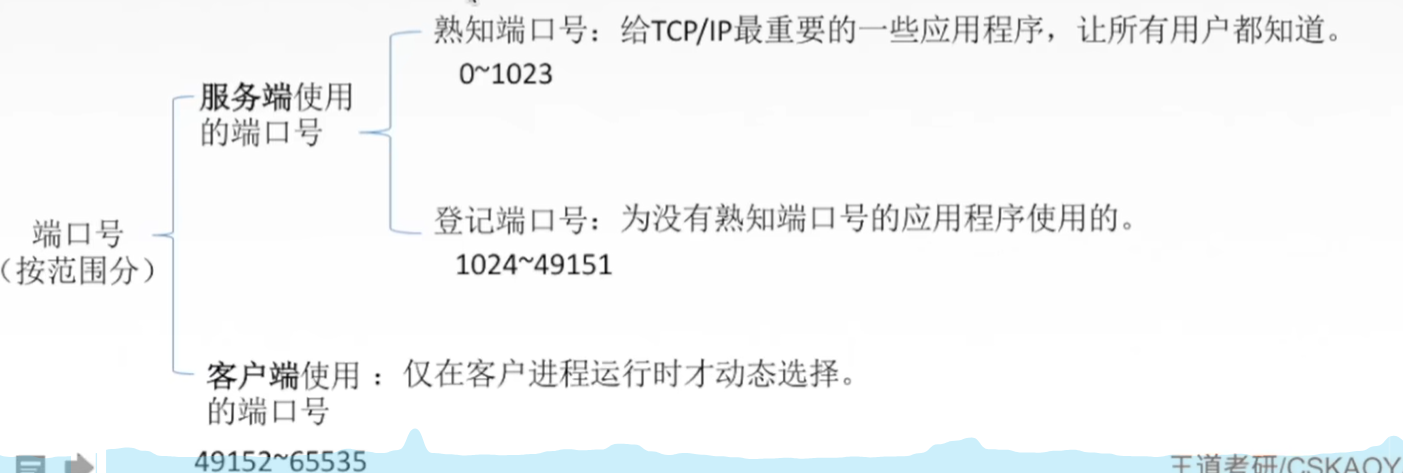 熟知端口号：给TCP/IP最重要的一些应用程序，让所有用户都知道。
0~1023
服务端使用
的端口号
登记端口号：为没有熟知端口号的应用程序使用的。
1024~49151
端口号
（按范围分）
客户端使用：仅在客户进程运行时才动态选择。
的端口号
49152~65535
王道考研/CSKAOY